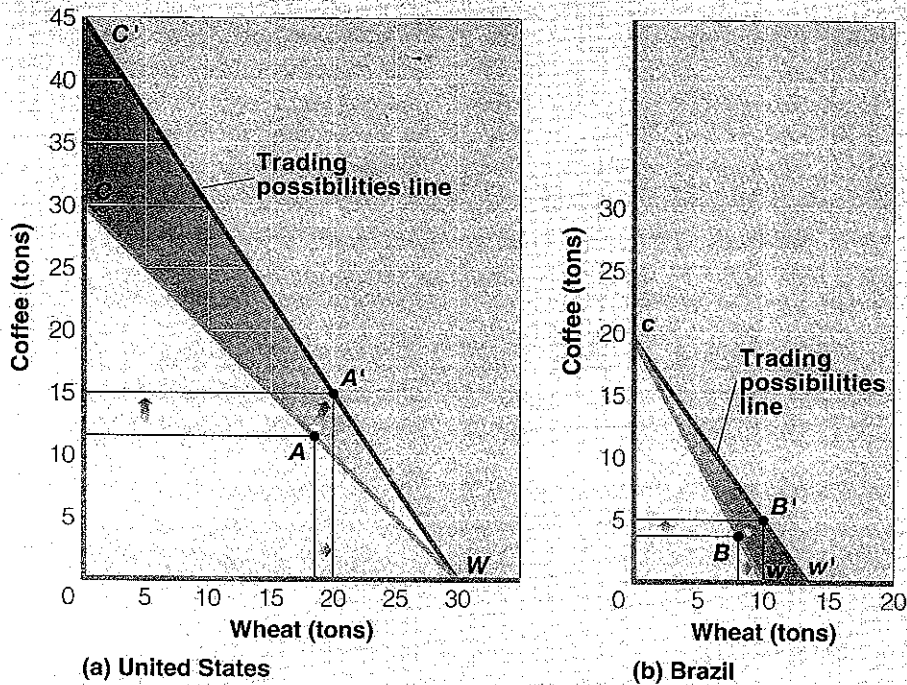 45
40
35
30
25
20
15
10
5
0
Coffee (tons)
C'
C
Trading
possibilities line
A'
A
W
0 5 10 15 20 25 30
Wheat (tons)
(a) United States
30
25
20
15
10
5
0
Coffee (tons)
c
Trading
possibilities
line
B'
B
w
w'
0 5 10 15 20
Wheat (tons)
(b) Brazil